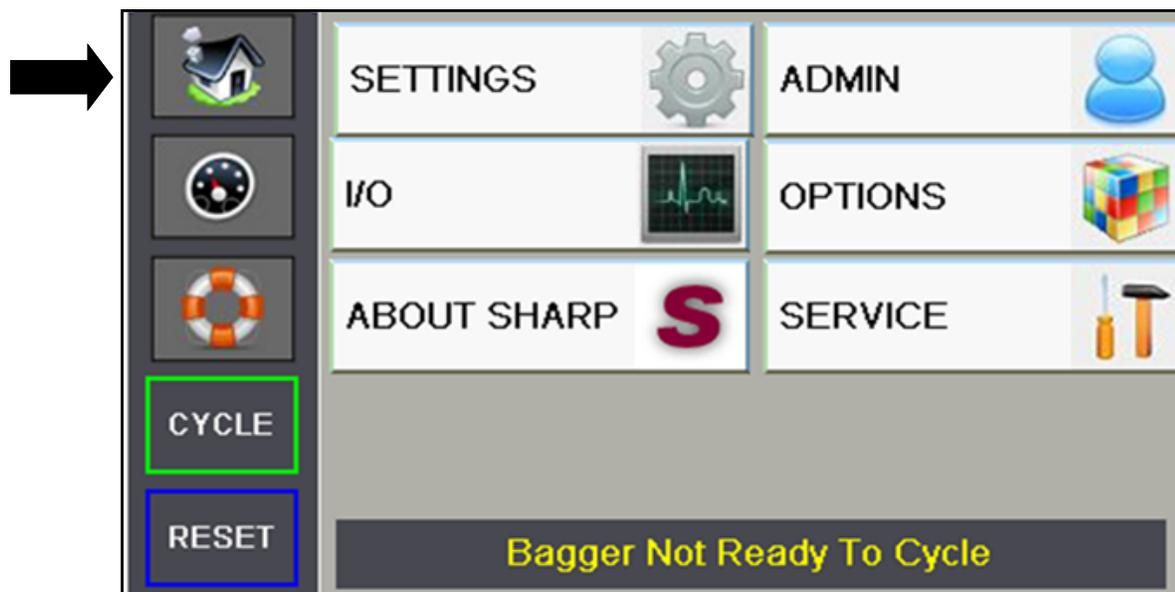 SETTINGS
ADMIN
I/O
OPTIONS
ABOUT SHARP
S
SERVICE
CYCLE
RESET
Bagger Not Ready To Cycle